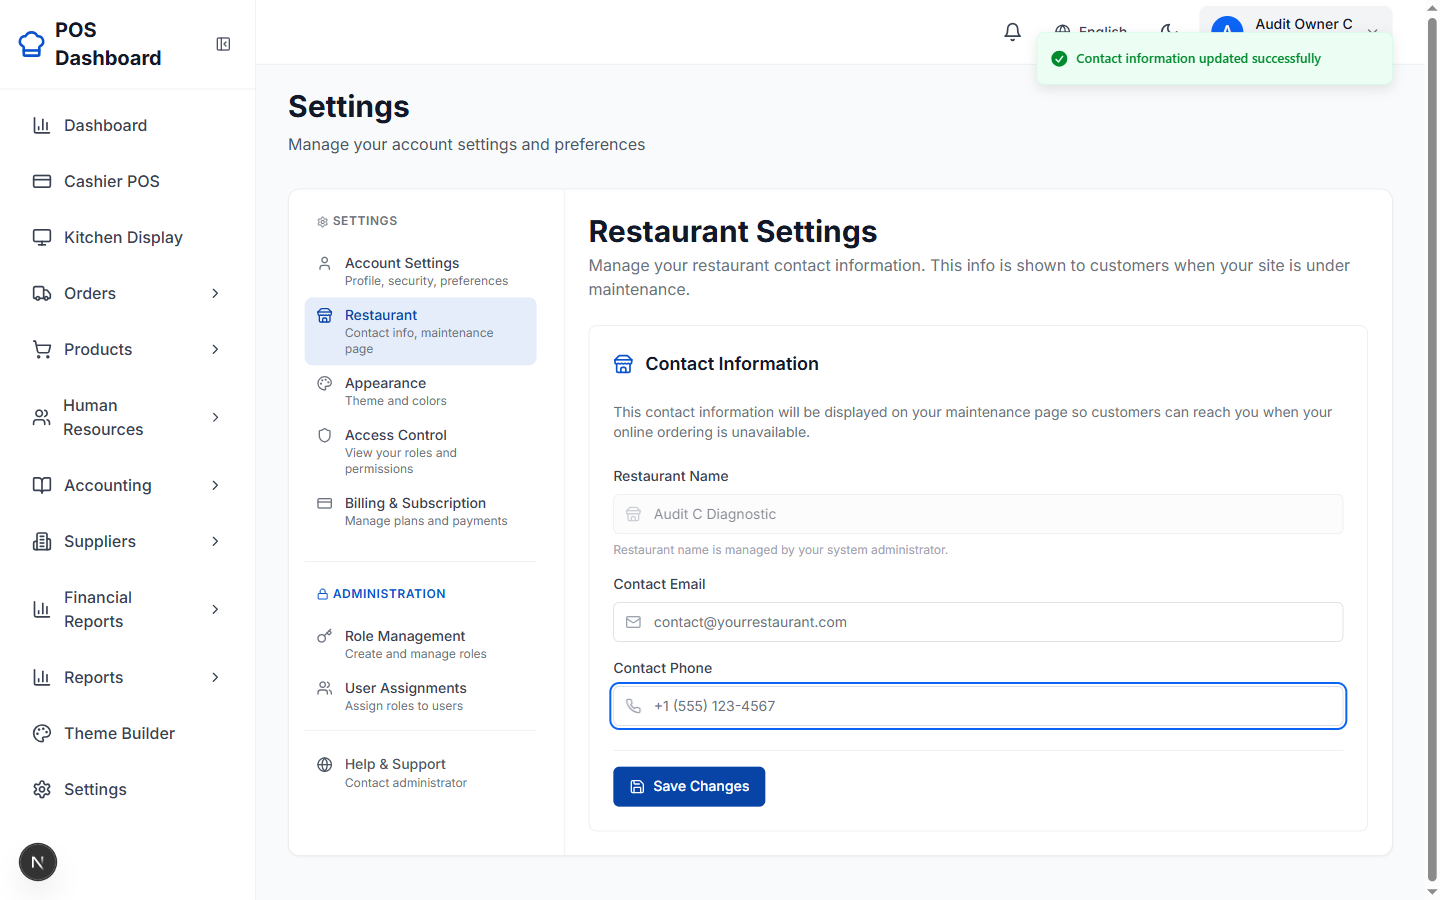 POS
Dashboard
Dashboard
Cashier POS
Kitchen Display
Orders
Products
Human
Resources
Accounting
Suppliers
Financial
Reports
Reports
Theme Builder
Settings
N
English
A
Audit Owner C
Contact information updated successfully
Settings
Manage your account settings and preferences
SETTINGS
Account Settings
Profile, security, preferences
Restaurant
Contact info, maintenance
page
Appearance
Theme and colors
Access Control
View your roles and
permissions
Billing & Subscription
Manage plans and payments
ADMINISTRATION
Role Management
Create and manage roles
User Assignments
Assign roles to users
Help & Support
Contact administrator
Restaurant Settings
Manage your restaurant contact information. This info is shown to customers when your site is under
maintenance.
Contact Information
This contact information will be displayed on your maintenance page so customers can reach you when your
online ordering is unavailable.
Restaurant Name
Audit C Diagnostic
Restaurant name is managed by your system administrator.
Contact Email
contact@yourrestaurant.com
Contact Phone
+1 (555) 123-4567
Save Changes